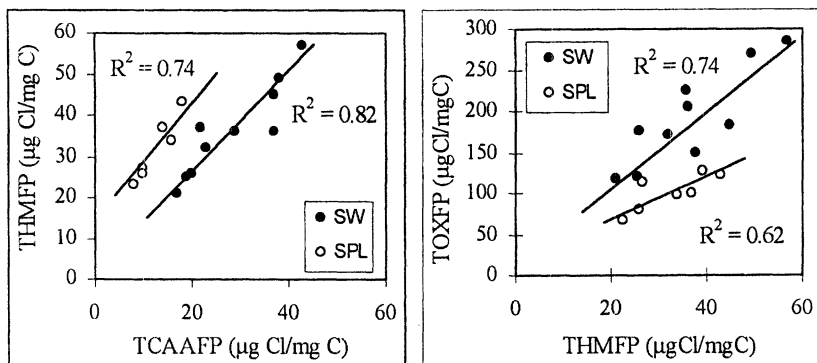 THMFP (µg Cl/mg C)
60
50
40
30
20
10
0
R² = 0.74
R² = 0.82
SW
SPL
0 20 40 60
TCAAFP (µg Cl/mg C)
TOXFP (µgCl/mgC)
300
250
200
150
100
50
0
SW
SPL
R² = 0.74
R² = 0.62
0 20 40 60
THMFP (µgCl/mgC)